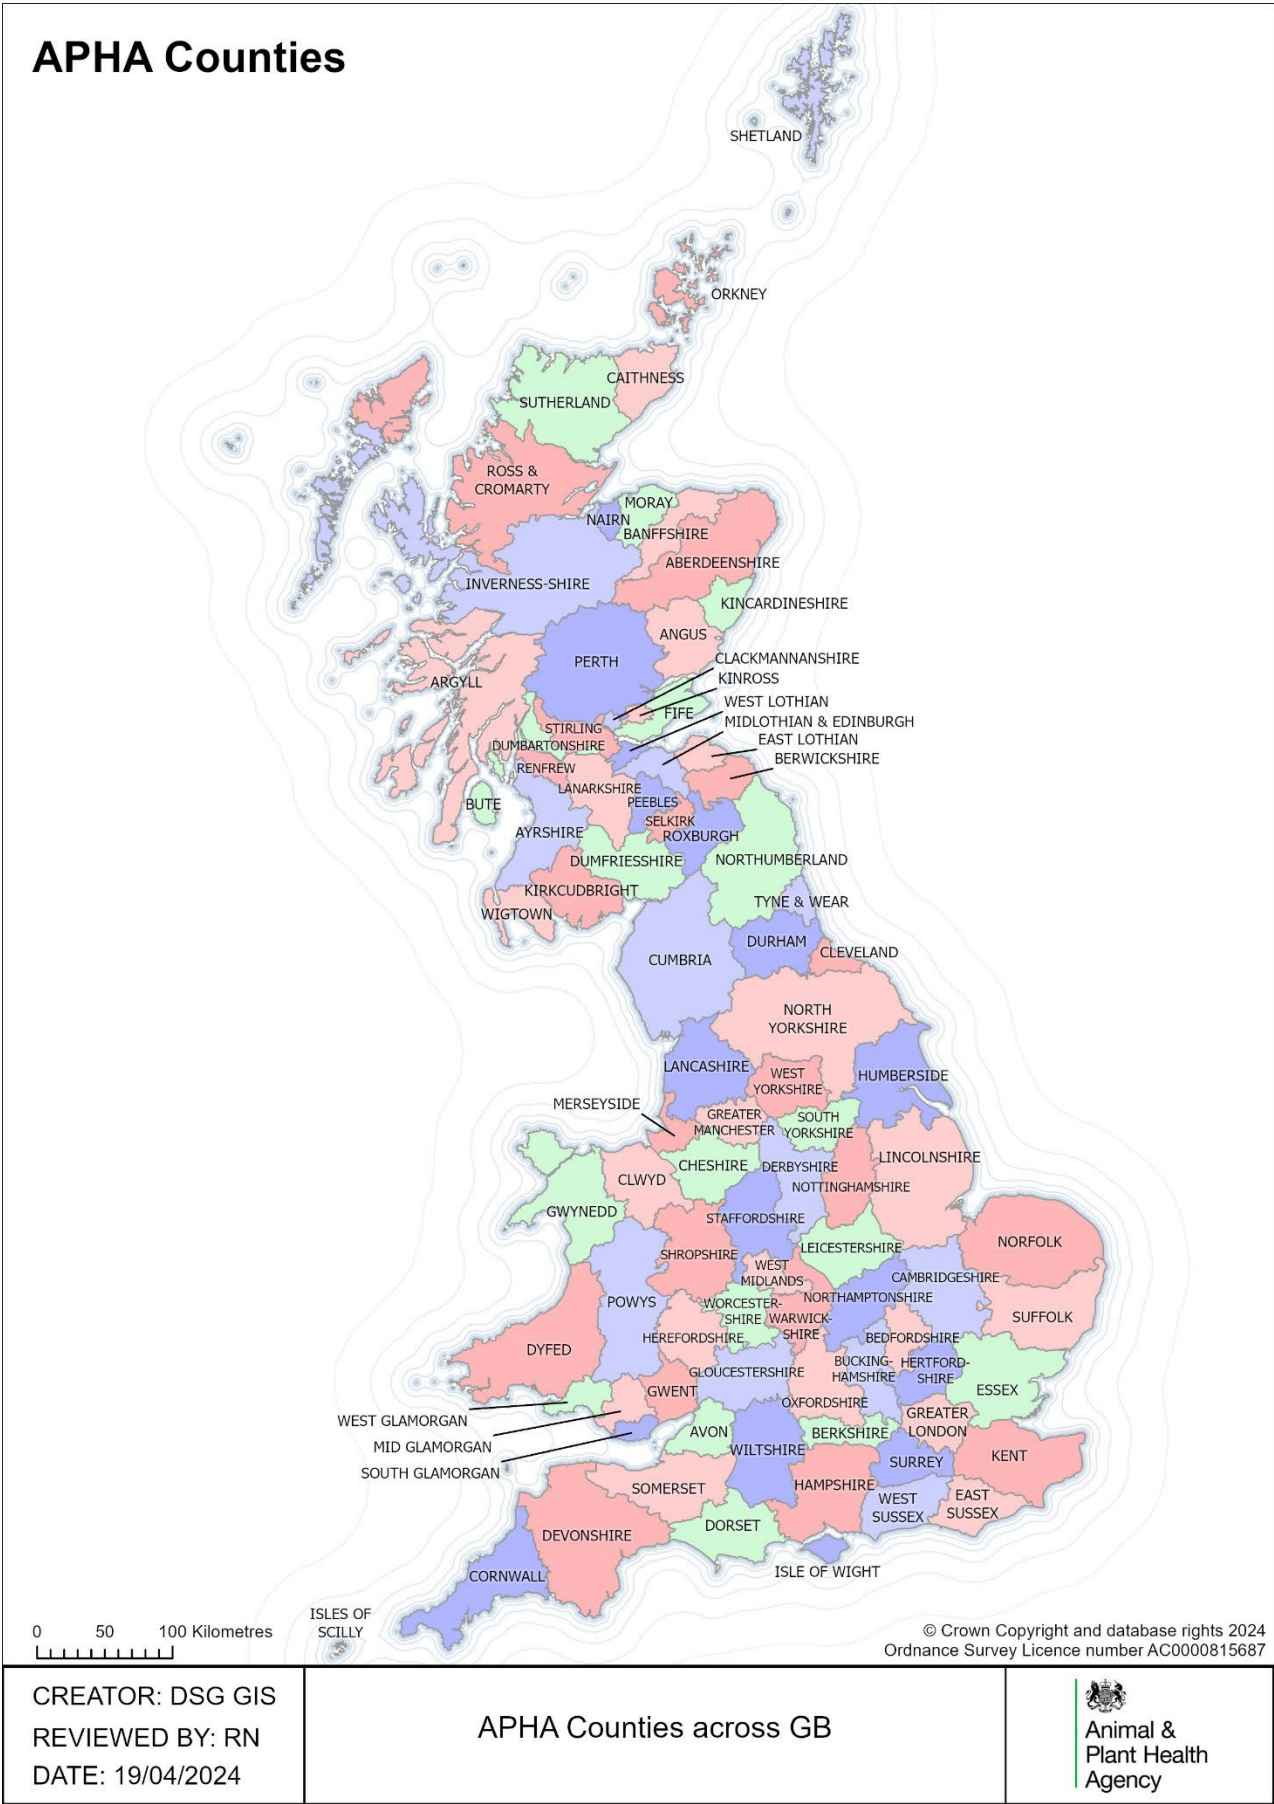 APHA Counties
SHETLAND
ORKNEY
CAITHNESS
SUTHERLAND
ROSS &
CROMARTY
MORAY
NAIRN
BANFFSHIRE
ABERDEENSHIRE
INVERNESS-SHIRE
KINCARDINESHIRE
ANGUS
CLACKMANNANSHIRE
PERTH
KINROSS
ARGYLL
WEST LOTHIAN
FIFE
MIDLOTHIAN & EDINBURGH
STIRLING
EAST LOTHIAN
DUMBARTONSHIRE
BERWICKSHIRE
RENFREW
LANARKSHIRE
PEEBLES
BUTE
SELKIRK
AYRSHIRE
ROXBURGH
DUMFRIESSHIRE
NORTHUMBERLAND
KIRKCUDBRIGHT
TYNE & WEAR
WIGTOWN
DURHAM
CLEVELAND
CUMBRIA
NORTH
YORKSHIRE
LANCASHIRE
WEST
YORKSHIRE
HUMBERSIDE
MERSEYSIDE
GREATER
MANCHESTER
SOUTH
YORKSHIRE
LINCOLNSHIRE
CHESHIRE
DERBYSHIRE
CLWYD
NOTTINGHAMSHIRE
GWYNEDD
STAFFORDSHIRE
NORFOLK
LEICESTERSHIRE
SHROPSHIRE
WEST
MIDLANDS
CAMBRIDGESHIRE
NORTHAMPTONSHIRE
POWYS
WORCESTER-
SHIRE
WARWICK-
SHIRE
SUFFOLK
HEREFORDSHIRE
BEDFORDSHIRE
DYFED
BUCKING-
HAMSHIRE
HERTFORD-
SHIRE
GLOUCESTERSHIRE
ESSEX
GWENT
OXFORDSHIRE
WEST GLAMORGAN
GREATER
LONDON
AVON
BERKSHIRE
MID GLAMORGAN
WILTSHIRE
KENT
SURREY
SOUTH GLAMORGAN
SOMERSET
HAMPSHIRE
WEST
SUSSEX
EAST
SUSSEX
DORSET
DEVONSHIRE
ISLE OF WIGHT
CORNWALL
ISLES OF
SCILLY
0 50 100 Kilometres
© Crown Copyright and database rights 2024
Ordnance Survey Licence number AC0000815687
CREATOR: DSG GIS
REVIEWED BY: RN
DATE: 19/04/2024
APHA Counties across GB
Animal &
Plant Health
Agency